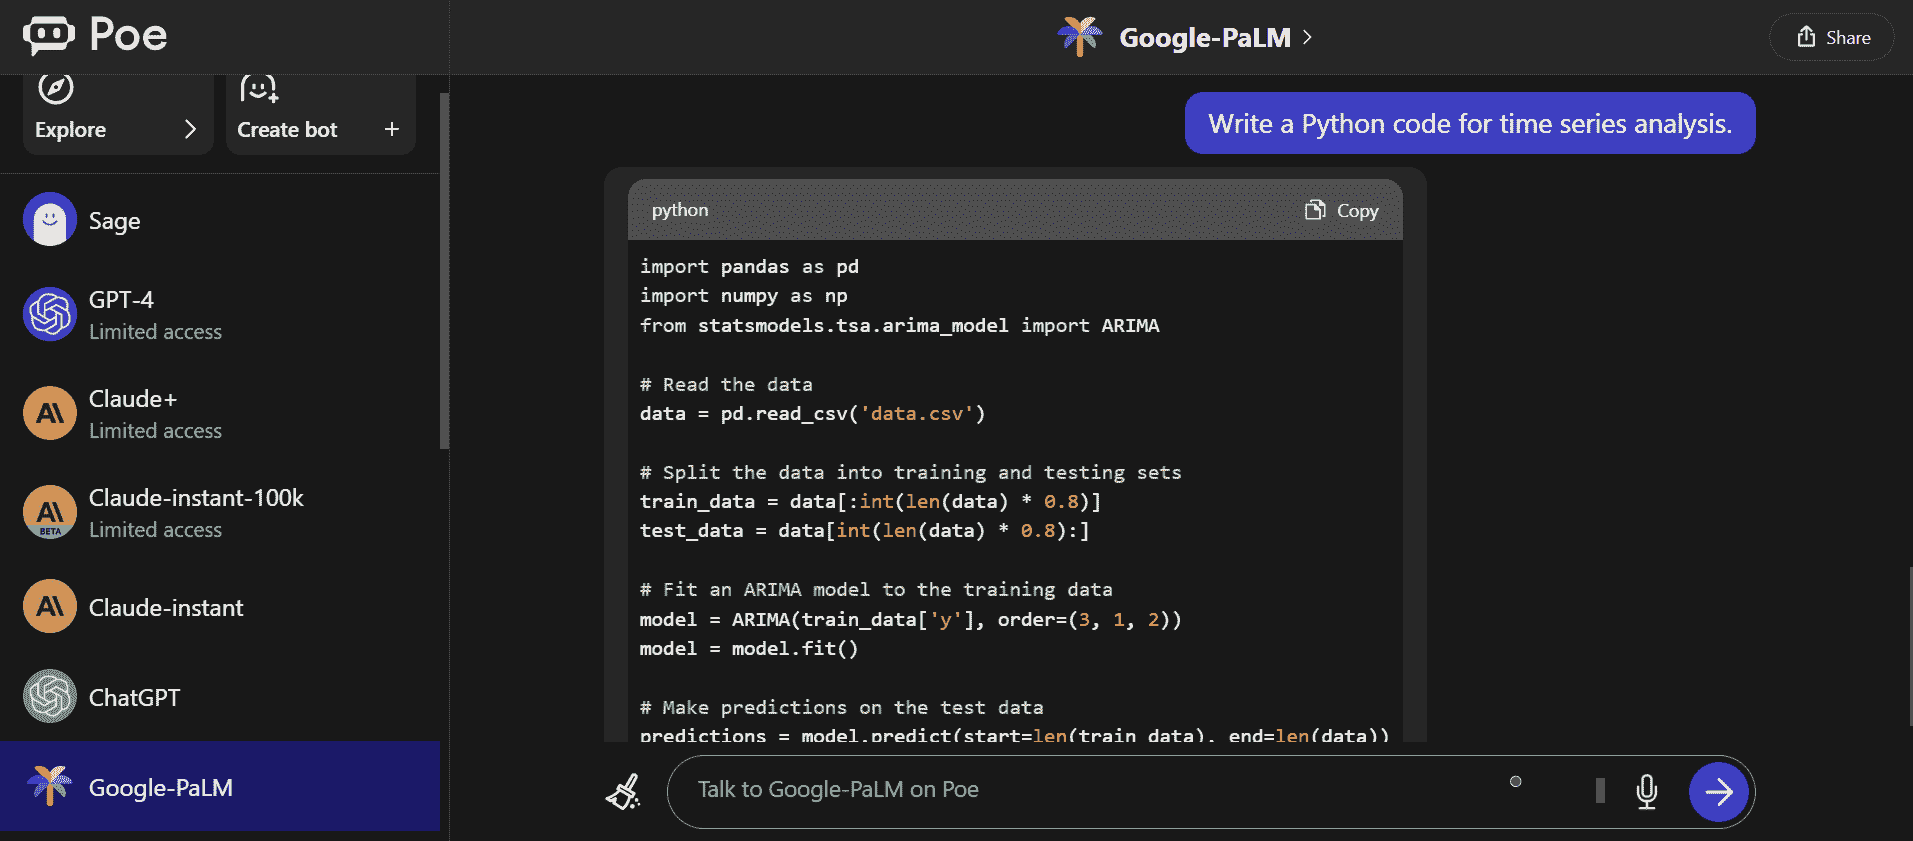 Poe
Google-PaLM
Share
Explore
Create bot +
Sage
GPT-4
Limited access
Claude+
Limited access
BETA
Claude-instant-100k
Limited access
Claude-instant
ChatGPT
Google-PaLM
Write a Python code for time series analysis.
python
Copy
import pandas as pd
import numpy as np
from statsmodels.tsa.arima_model import ARIMA
# Read the data
data = pd.read_csv('data.csv')
# Split the data into training and testing sets
train_data = data[:int(len(data) * 0.8)]
test_data = data[int(len(data) * 0.8):]
# Fit an ARIMA model to the training data
model = ARIMA(train_data['y'], order=(3, 1, 2))
model = model.fit()
# Make predictions on the test data
predictions = model.predict(start=len(train_data), end=len(data))
Talk to Google-PaLM on Poe